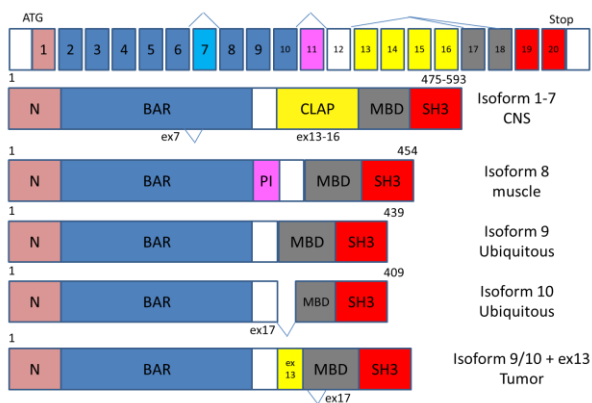 ATG Stop
1 2 3 4 5 6 7 8 9 10 11 12 13 14 15 16 17 18 19 20
1 475-593
N BAR CLAP MBD SH3 Isoform 1-7
CNS
ex7 ex13-16
1 454
N BAR PI MBD SH3 Isoform 8
muscle
1 439
N BAR MBD SH3 Isoform 9
Ubiquitous
1 409
N BAR MBD SH3 Isoform 10
Ubiquitous
ex17
1
N BAR ex MBD SH3 Isoform 9/10 + ex13
13 Tumor
ex17